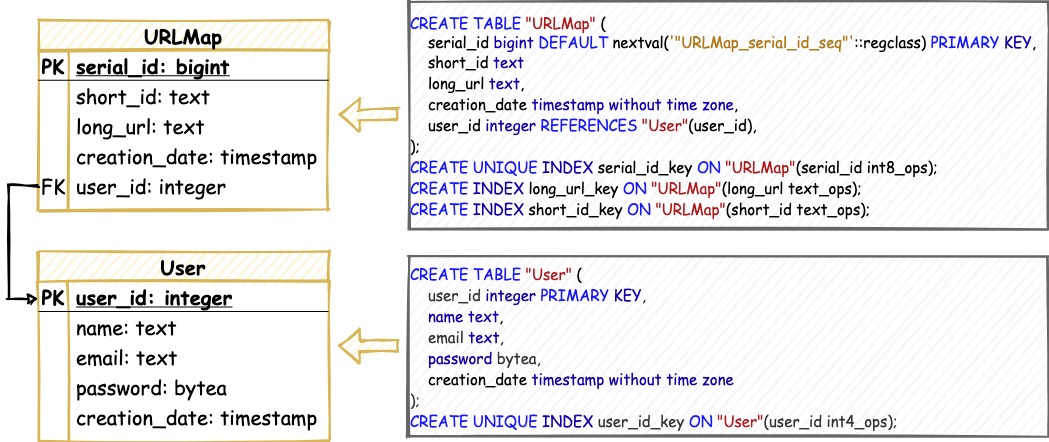 URLMap
PK serial_id: bigint
short_id: text
long_url: text
creation_date: timestamp
FK user_id: integer
User
PK user_id: integer
name: text
email: text
password: bytea
creation_date: timestamp
CREATE TABLE "URLMap" (
serial_id bigint DEFAULT nextval('"URLMap_serial_id_seq"'::regclass) PRIMARY KEY,
short_id text
long_url text,
creation_date timestamp without time zone,
user_id integer REFERENCES "User"(user_id),
);
CREATE UNIQUE INDEX serial_id_key ON "URLMap"(serial_id int8_ops);
CREATE INDEX long_url_key ON "URLMap"(long_url text_ops);
CREATE INDEX short_id_key ON "URLMap"(short_id text_ops);
CREATE TABLE "User" (
user_id integer PRIMARY KEY,
name text,
email text,
password bytea,
creation_date timestamp without time zone
);
CREATE UNIQUE INDEX user_id_key ON "User"(user_id int4_ops);